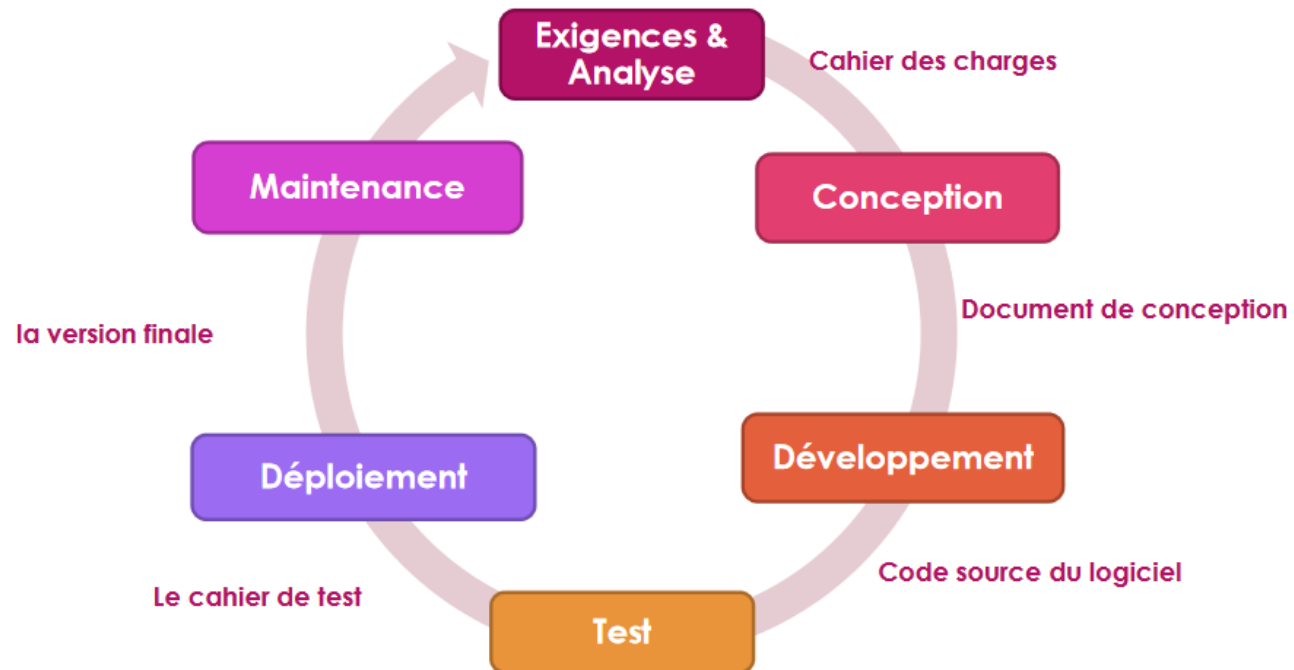 Exigences &
Analyse
Cahier des charges
Conception
Document de conception
Développement
Code source du logiciel
Test
Le cahier de test
Déploiement
la version finale
Maintenance